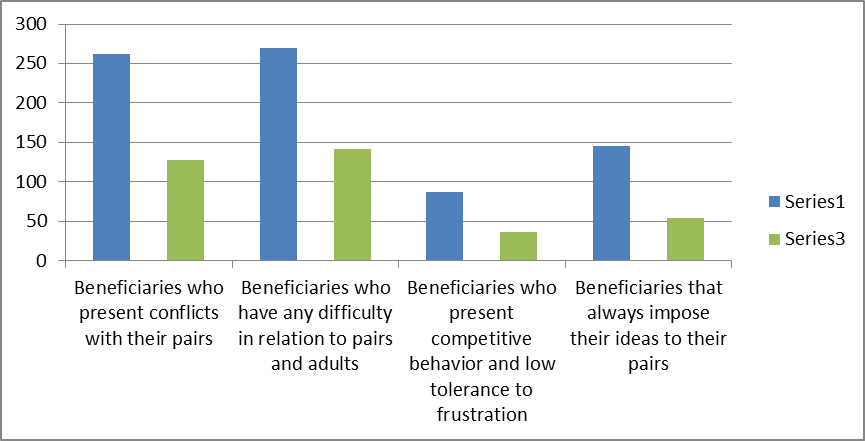 300
250
200
150
100
50
0
Beneficiaries who
present conflicts
with their pairs
Beneficiaries who
have any difficulty
in relation to pairs
and adults
Beneficiaries who
present
competitive
behavior and low
tolerance to
frustration
Beneficiaries that
always impose
their ideas to their
pairs
Series1
Series3